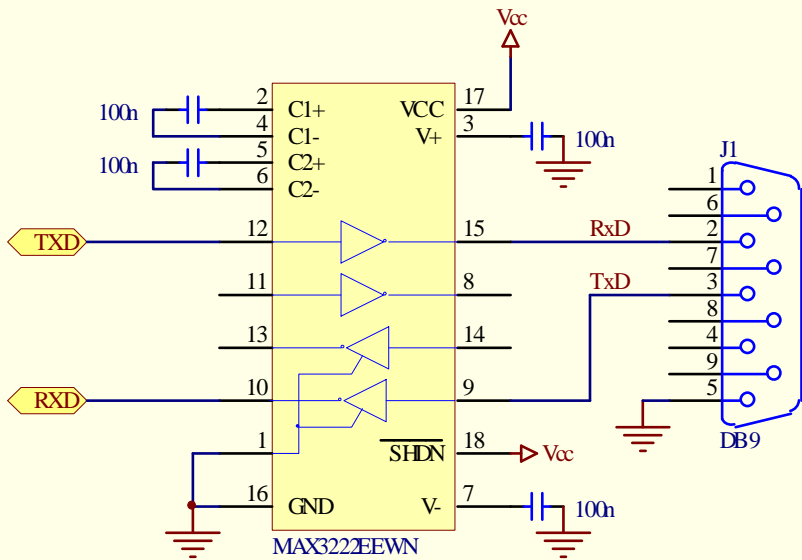 Vcc
100n
2 C1+ VCC 17
4 C1- V+ 3
100n
100n
5 C2+
6 C2-
J1
1
6
TXD 12 15 RxD 2
7
11 8 TxD 3
8
13 14 4
9
RXD 10 9 5
1 SHDN 18 Vcc
DB9
16 GND V- 7 100n
MAX3222EEWN